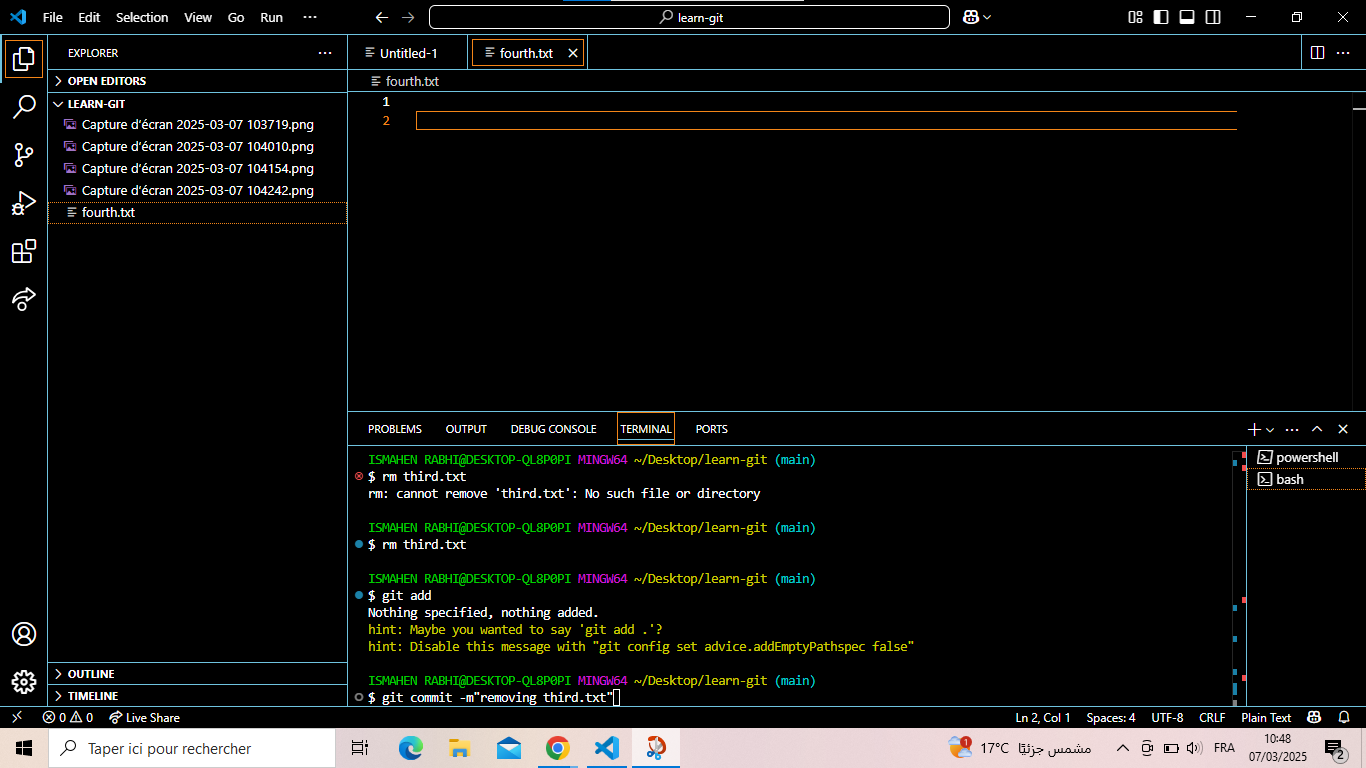 File Edit Selection View Go Run ···
learn-git
EXPLORER ···
OPEN EDITORS
LEARN-GIT
Capture d'écran 2025-03-07 103719.png
Capture d'écran 2025-03-07 104010.png
Capture d'écran 2025-03-07 104154.png
Capture d'écran 2025-03-07 104242.png
fourth.txt
OUTLINE
TIMELINE
Untitled-1 fourth.txt
fourth.txt
1
2
PROBLEMS OUTPUT DEBUG CONSOLE TERMINAL PORTS
ISMAHEN RABHI@DESKTOP-QL8P0PI MINGW64 ~/Desktop/learn-git (main)
$ rm third.txt
rm: cannot remove 'third.txt': No such file or directory
ISMAHEN RABHI@DESKTOP-QL8P0PI MINGW64 ~/Desktop/learn-git (main)
$ rm third.txt
ISMAHEN RABHI@DESKTOP-QL8P0PI MINGW64 ~/Desktop/learn-git (main)
$ git add
Nothing specified, nothing added.
hint: Maybe you wanted to say 'git add .'?
hint: Disable this message with "git config set advice.addEmptyPathspec false"
ISMAHEN RABHI@DESKTOP-QL8P0PI MINGW64 ~/Desktop/learn-git (main)
$ git commit -m"removing third.txt"
powershell
bash
0 0 Live Share Ln 2, Col 1 Spaces: 4 UTF-8 CRLF Plain Text
Taper ici pour rechercher
1 17°C مشمس جزئيًا FRA
10:48
07/03/2025
2